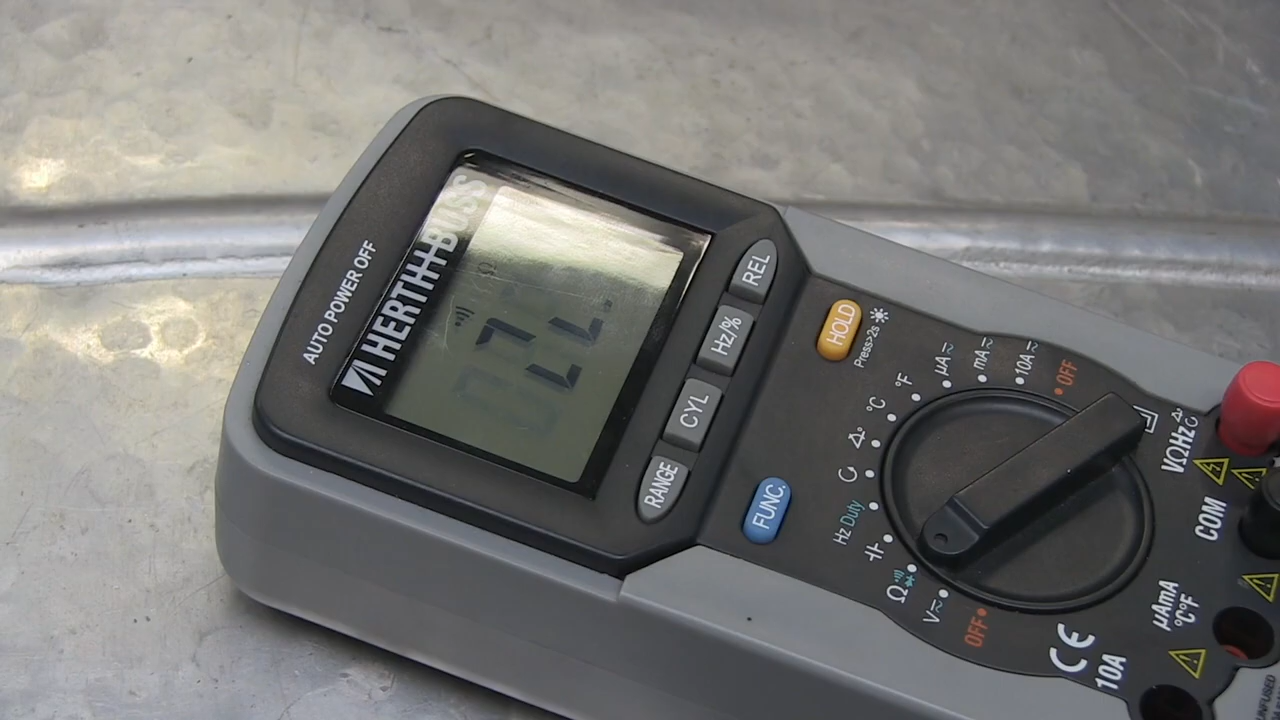 AUTO POWER OFF
HERTH+BUSS
REL
Hz/%
CYL
RANGE
HOLD
Press>2s
FUNC.
OFF
V
Ω
Hz Duty
°C
°F
µA
mA
10A
OFF
VΩHz
COM
µAmA
°C°F
CE
10A
UNFUSED